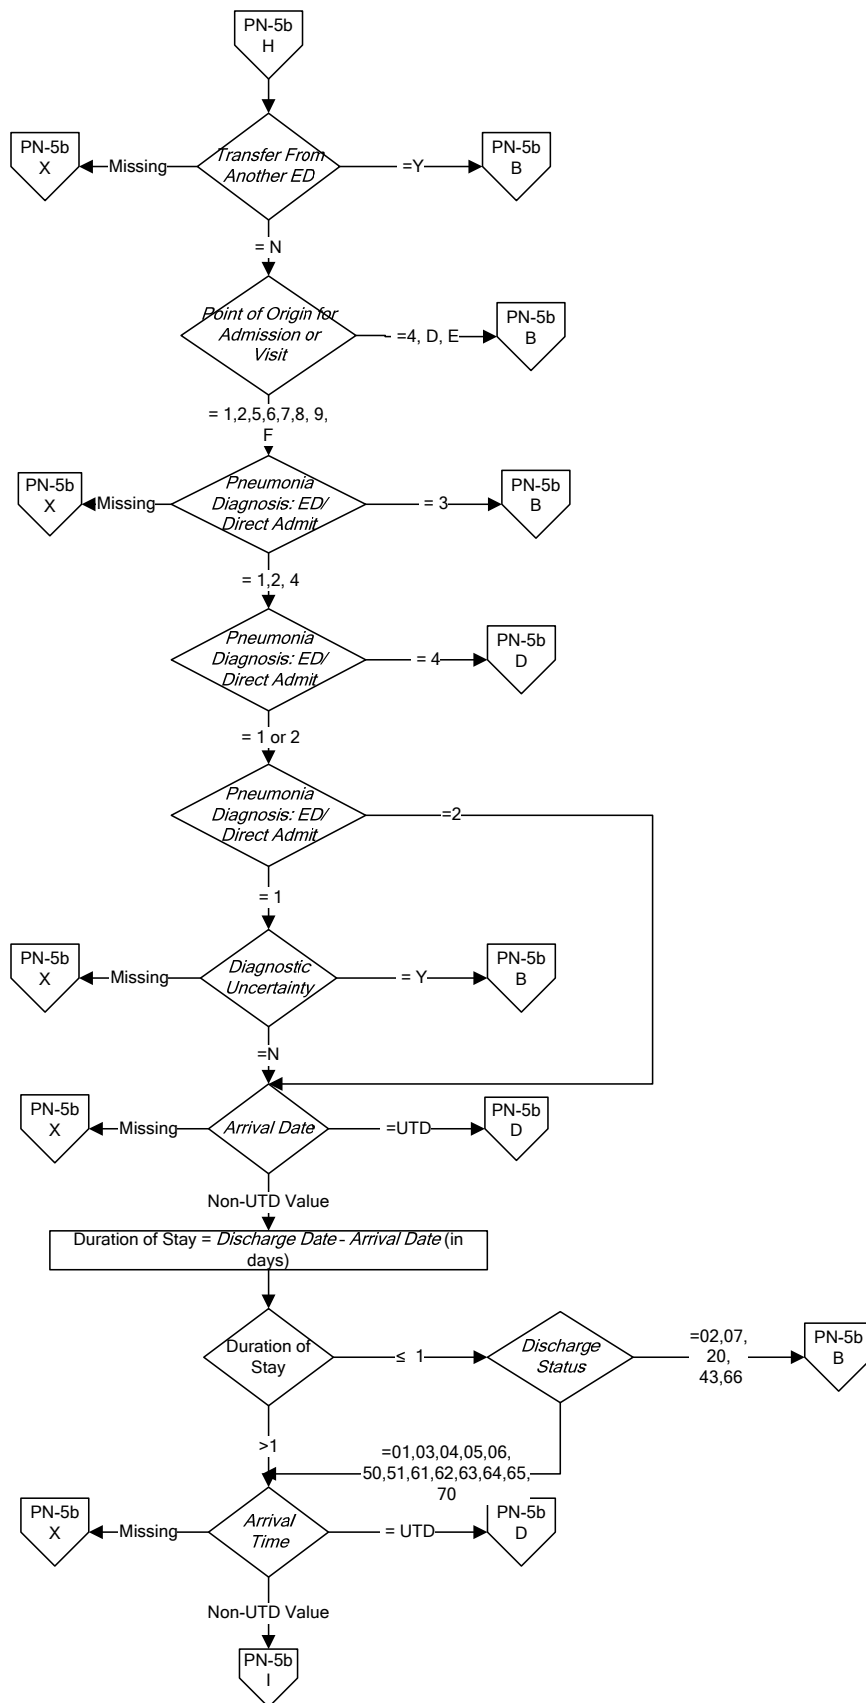 PN-5b
H
PN-5b
X
Missing
Transfer From
Another ED
=Y
PN-5b
B
= N
Point of Origin for
Admission or
Visit
=4, D, E
PN-5b
B
= 1,2,5,6,7,8, 9,
F
PN-5b
X
Missing
Pneumonia
Diagnosis: ED/
Direct Admit
= 3
PN-5b
B
= 1,2, 4
Pneumonia
Diagnosis: ED/
Direct Admit
= 4
PN-5b
D
= 1 or 2
Pneumonia
Diagnosis: ED/
Direct Admit
=2
= 1
PN-5b
X
Missing
Diagnostic
Uncertainty
= Y
PN-5b
B
=N
PN-5b
X
Missing
Arrival Date
=UTD
PN-5b
D
Non-UTD Value
Duration of Stay = Discharge Date - Arrival Date (in
days)
Duration of
Stay
≤ 1
Discharge
Status
=02,07,
20,
43,66
PN-5b
B
>1
=01,03,04,05,06,
50,51,61,62,63,64,65,
70
PN-5b
X
Missing
Arrival
Time
= UTD
PN-5b
D
Non-UTD Value
PN-5b
I